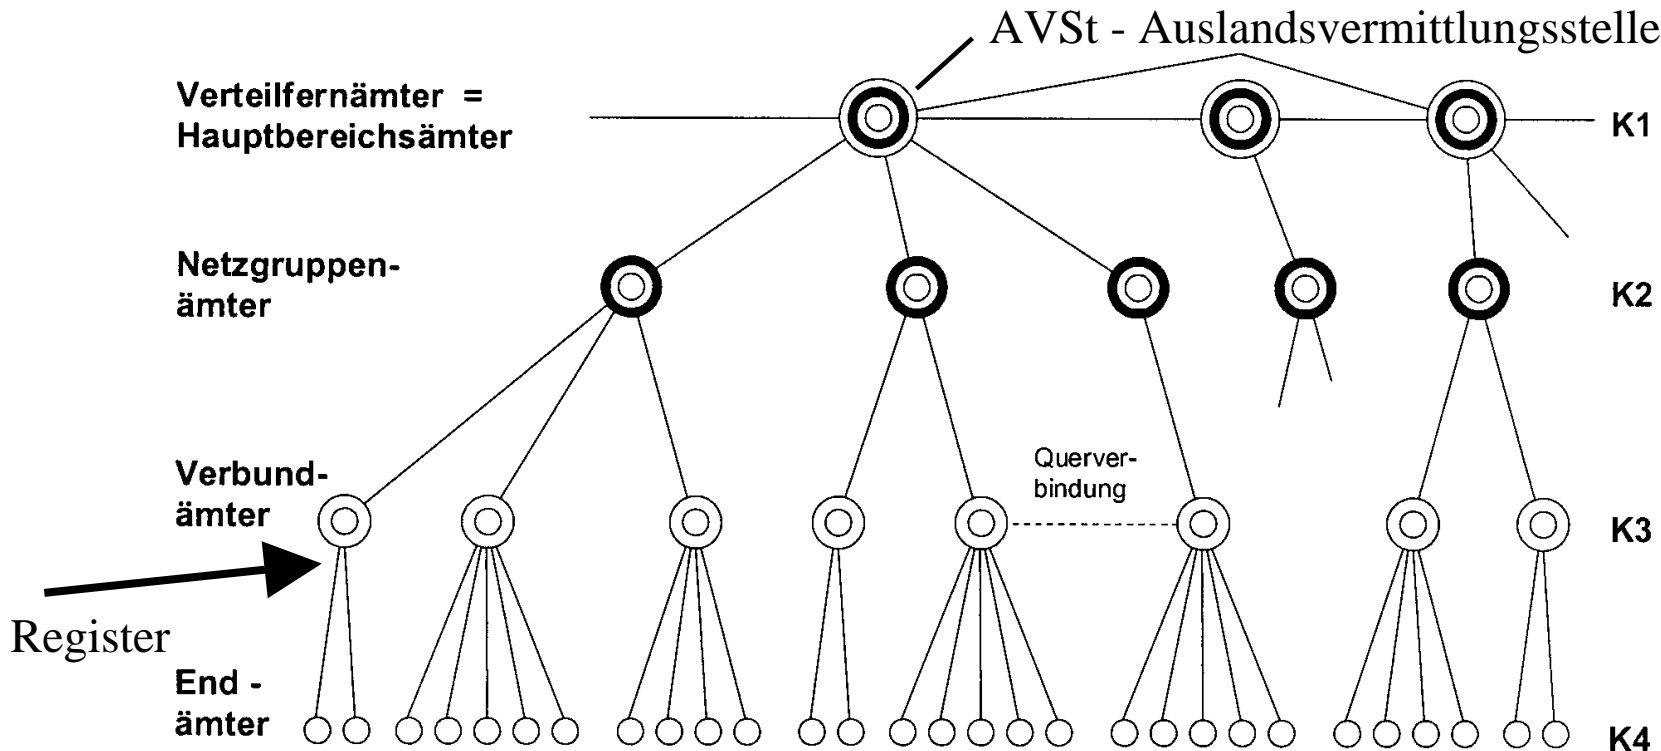 AVSt - Auslandsvermittlungsstelle
Verteilfernämter =
Hauptbereichsämter
K1
Netzgruppen-
ämter
K2
Querver-
bindung
Verbund-
ämter
K3
Register
End -
ämter
K4